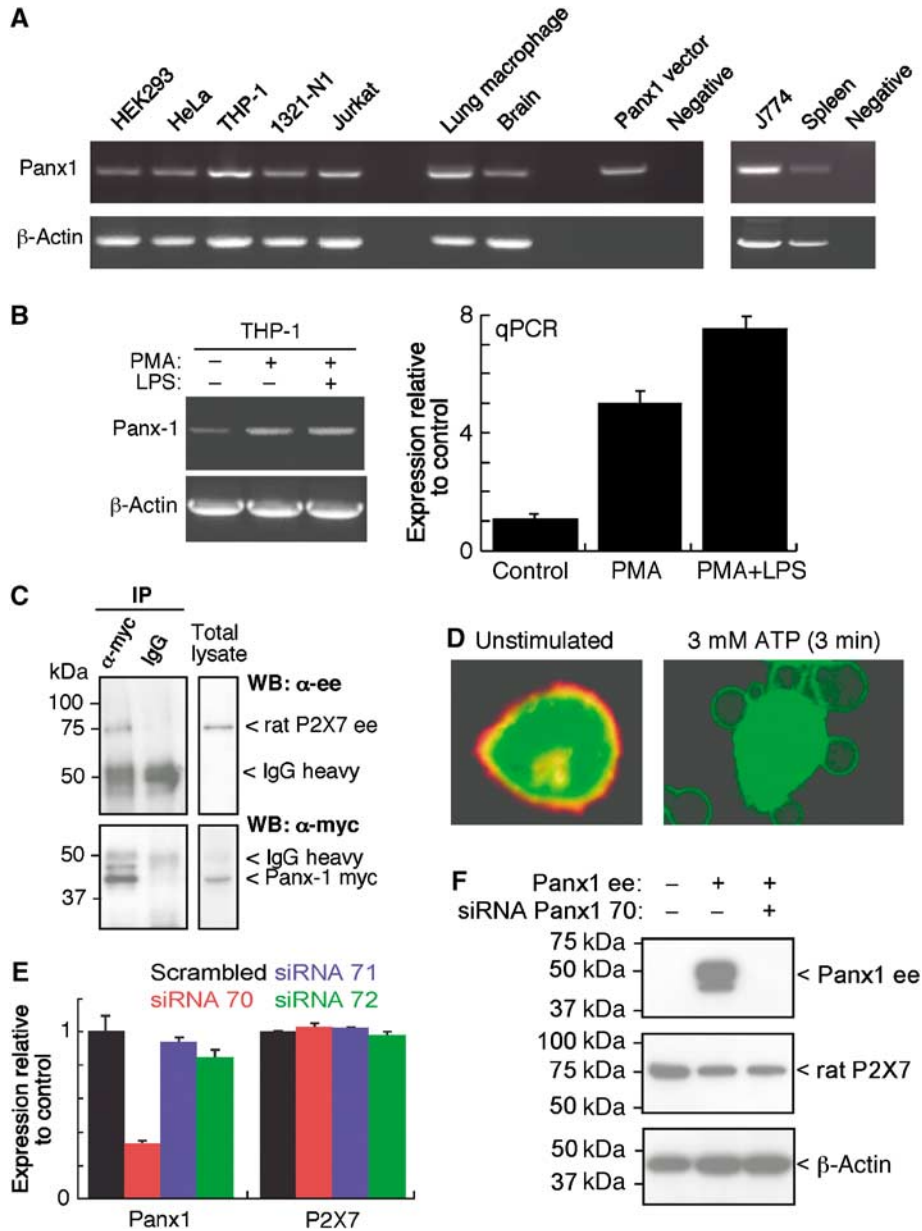 A
HEK293 HeLa THP-1 1321-N1 Jurkat Lung macrophage Brain Panx1 vector Negative J774 Spleen Negative
Panx1
β-Actin
B
THP-1
PMA: – + +
LPS: – – +
Panx-1
β-Actin
qPCR
Expression relative
to control
8
4
0
Control PMA PMA+LPS
C
IP
α-myc IgG Total
lysate
kDa
WB: α-ee
100
75
< rat P2X7 ee
50
< IgG heavy
WB: α-myc
50
< IgG heavy
< Panx-1 myc
37
D Unstimulated 3 mM ATP (3 min)
E
Scrambled siRNA 71
siRNA 70 siRNA 72
Expression relative
to control
1
0
Panx1 P2X7
F
Panx1 ee: – + +
siRNA Panx1 70: – – +
75 kDa
50 kDa
< Panx1 ee
37 kDa
100 kDa
75 kDa
< rat P2X7
50 kDa
50 kDa
< β-Actin
37 kDa